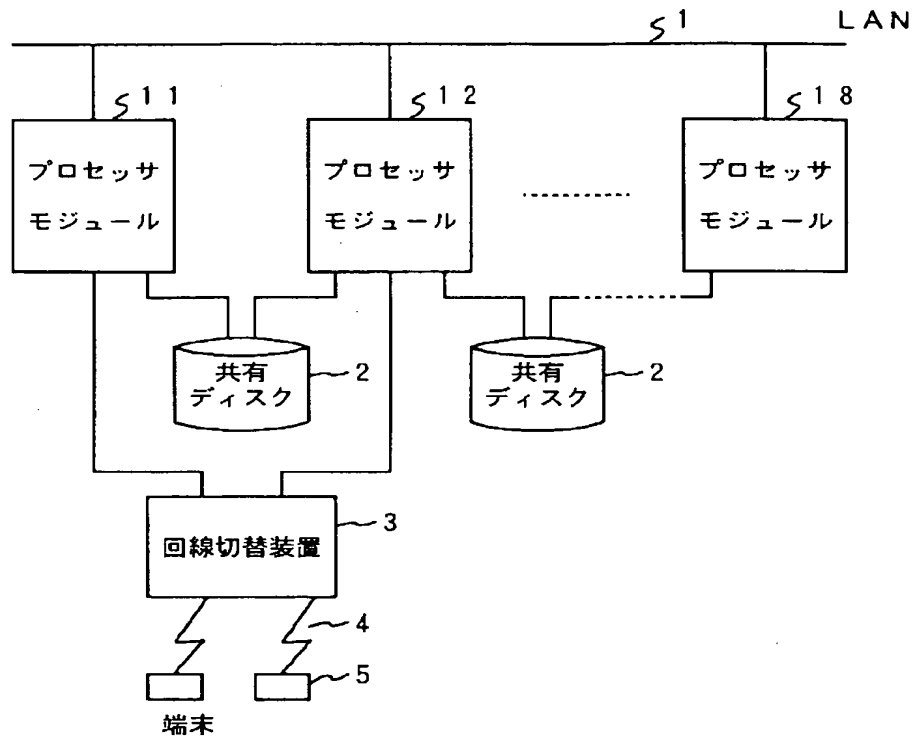 1 LAN
11
12
18
プロセッサ
モジュール
プロセッサ
モジュール
プロセッサ
モジュール
共有
ディスク
2
共有
ディスク
2
回線切替装置
3
4
5
端末